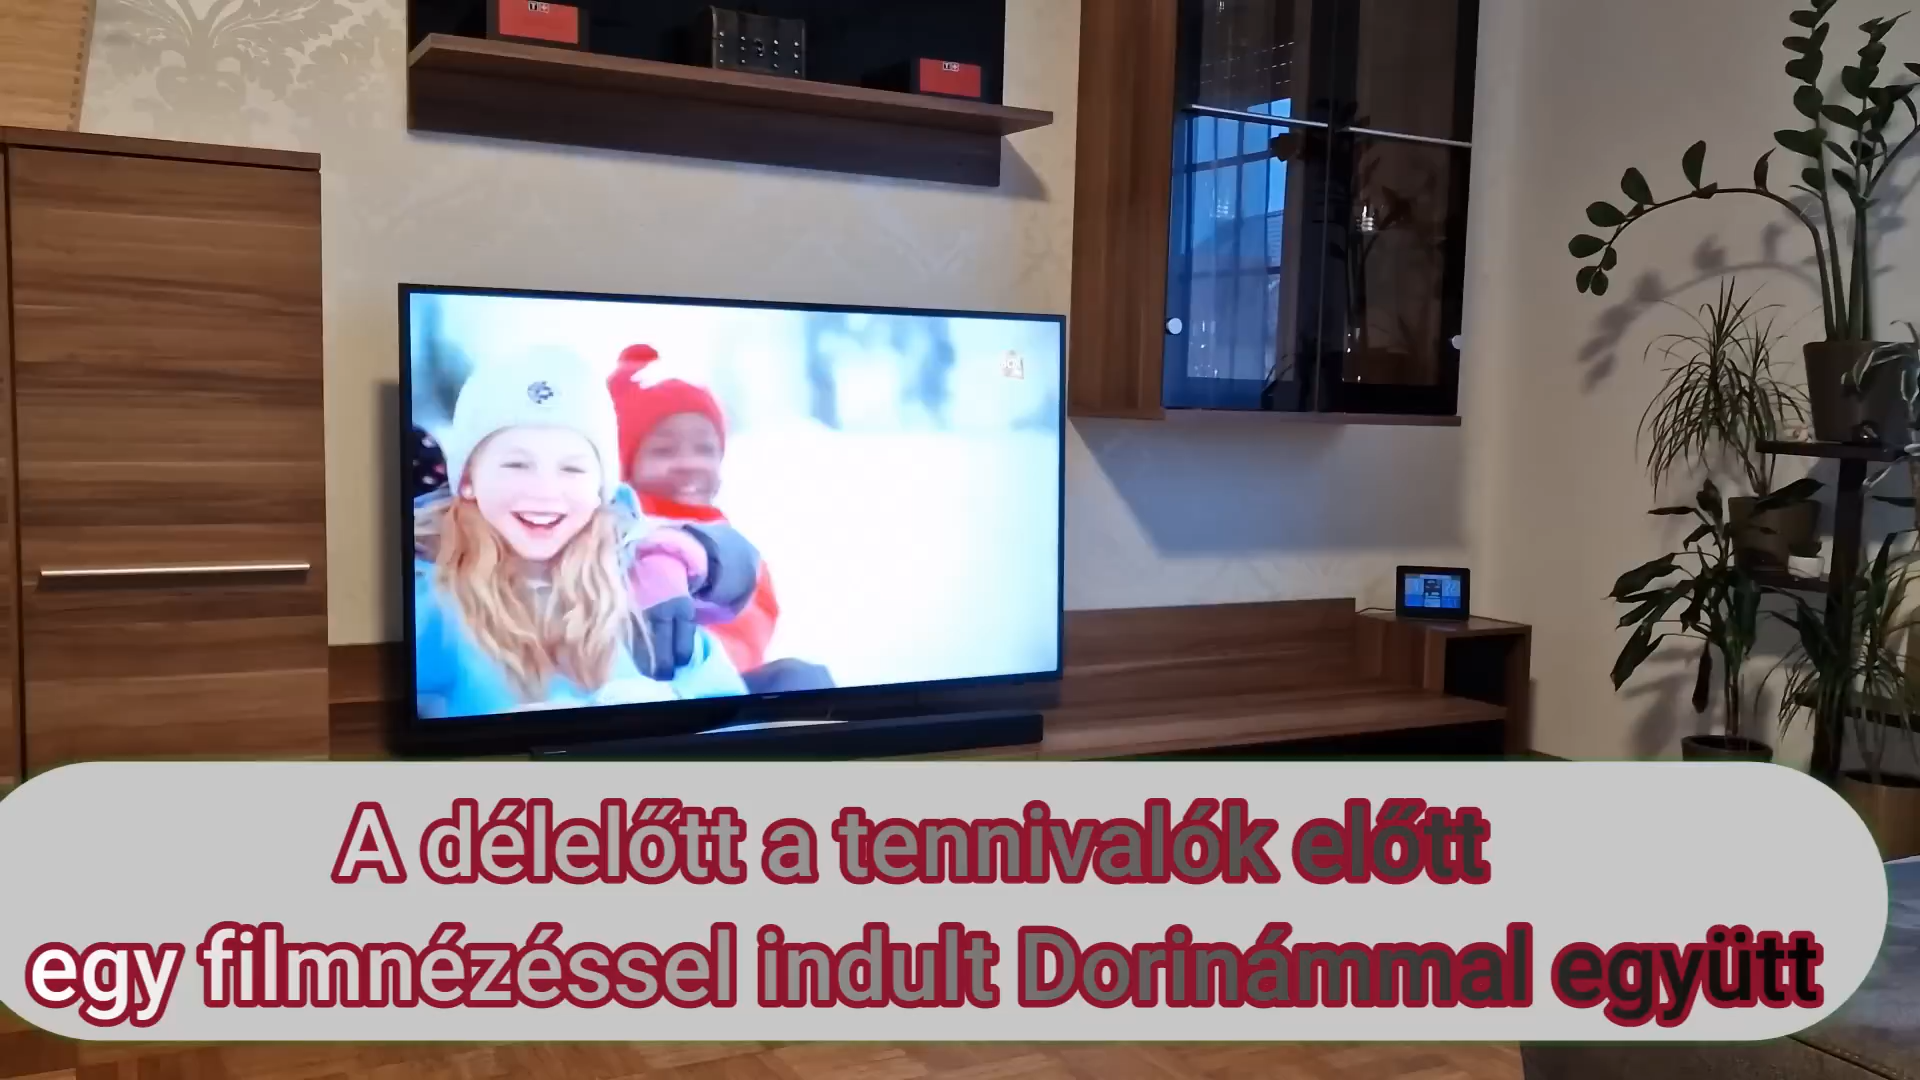 A délelőtt a tennivalók előtt
egy filmnézéssel indult Dorinámmal együtt